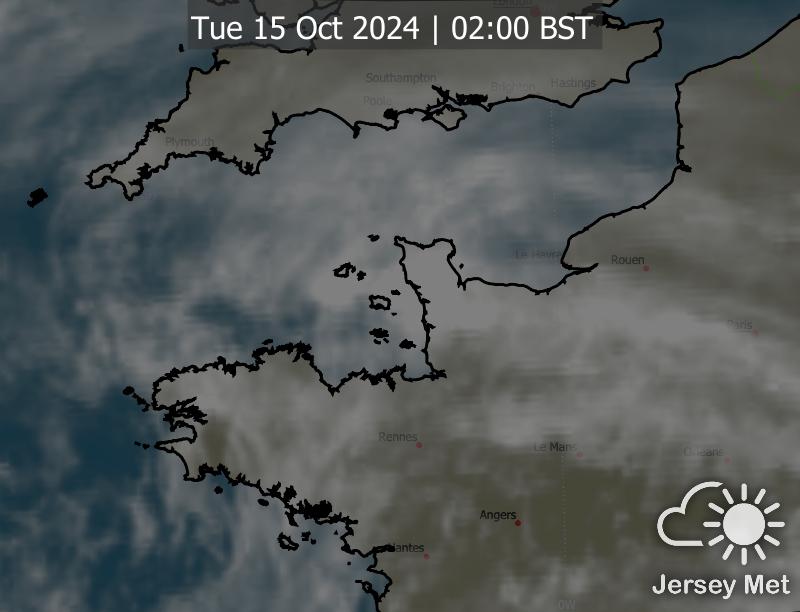 London
Tue 15 Oct 2024 | 02:00 BST
Southampton
Brighton
Hastings
Poole
Plymouth
Le Havre
Rouen
Paris
Rennes
Le Mans
Orleans
Angers
Nantes
0W
Jersey Met